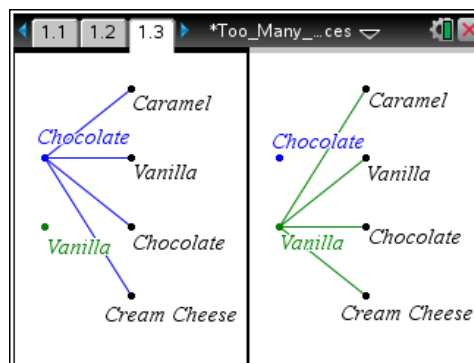 1.1 1.2 1.3 *Too_Many_...ces
Caramel
Chocolate
Vanilla
Vanilla
Chocolate
Cream Cheese
Caramel
Chocolate
Vanilla
Vanilla
Chocolate
Cream Cheese